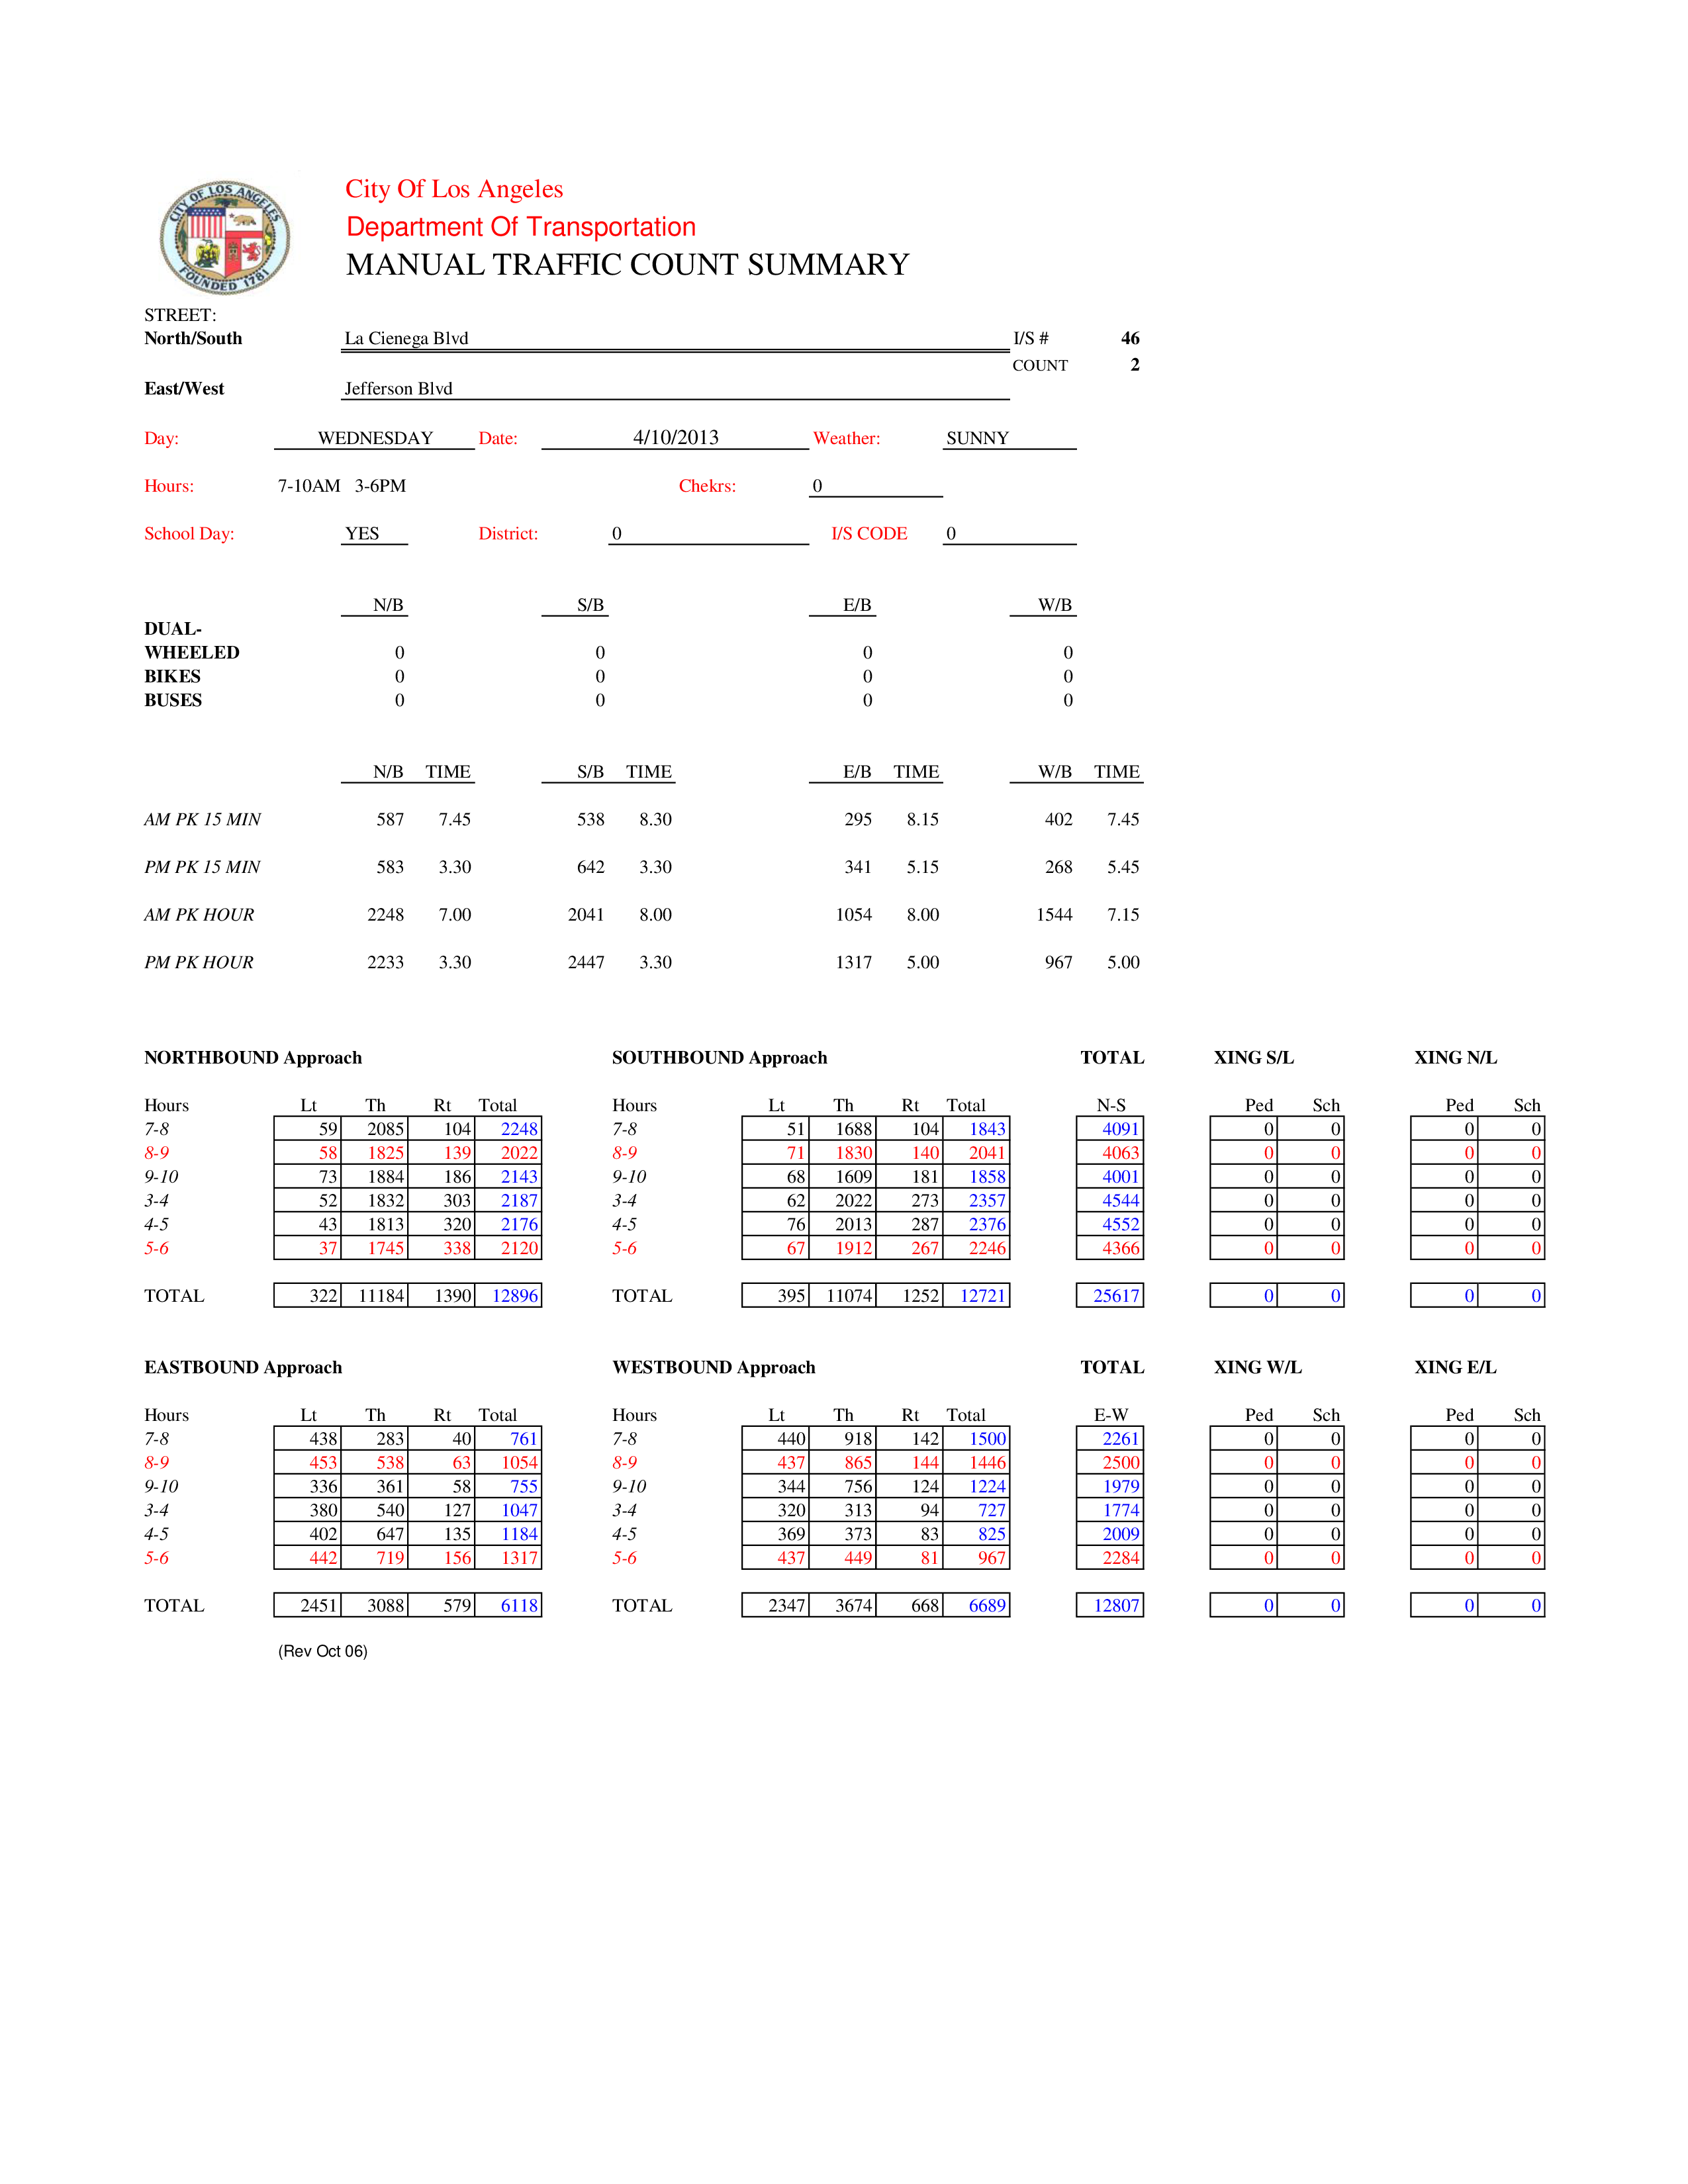 CITY OF LOS ANGELES
FOUNDED 1781
City Of Los Angeles
Department Of Transportation
MANUAL TRAFFIC COUNT SUMMARY
STREET:
North/South La Cienega Blvd I/S # 46
COUNT 2
East/West Jefferson Blvd
Day: WEDNESDAY Date: 4/10/2013 Weather: SUNNY
Hours: 7-10AM 3-6PM Chekrs: 0
School Day: YES District: 0 I/S CODE 0
N/B S/B E/B W/B
DUAL-
WHEELED 0 0 0 0
BIKES 0 0 0 0
BUSES 0 0 0 0
N/B TIME S/B TIME E/B TIME W/B TIME
AM PK 15 MIN 587 7.45 538 8.30 295 8.15 402 7.45
PM PK 15 MIN 583 3.30 642 3.30 341 5.15 268 5.45
AM PK HOUR 2248 7.00 2041 8.00 1054 8.00 1544 7.15
PM PK HOUR 2233 3.30 2447 3.30 1317 5.00 967 5.00
NORTHBOUND Approach SOUTHBOUND Approach TOTAL XING S/L XING N/L
Hours Lt Th Rt Total Hours Lt Th Rt Total N-S Ped Sch Ped Sch
7-8 59 2085 104 2248 7-8 51 1688 104 1843 4091 0 0 0 0
8-9 58 1825 139 2022 8-9 71 1830 140 2041 4063 0 0 0 0
9-10 73 1884 186 2143 9-10 68 1609 181 1858 4001 0 0 0 0
3-4 52 1832 303 2187 3-4 62 2022 273 2357 4544 0 0 0 0
4-5 43 1813 320 2176 4-5 76 2013 287 2376 4552 0 0 0 0
5-6 37 1745 338 2120 5-6 67 1912 267 2246 4366 0 0 0 0
TOTAL 322 11184 1390 12896 TOTAL 395 11074 1252 12721 25617 0 0 0 0
EASTBOUND Approach WESTBOUND Approach TOTAL XING W/L XING E/L
Hours Lt Th Rt Total Hours Lt Th Rt Total E-W Ped Sch Ped Sch
7-8 438 283 40 761 7-8 440 918 142 1500 2261 0 0 0 0
8-9 453 538 63 1054 8-9 437 865 144 1446 2500 0 0 0 0
9-10 336 361 58 755 9-10 344 756 124 1224 1979 0 0 0 0
3-4 380 540 127 1047 3-4 320 313 94 727 1774 0 0 0 0
4-5 402 647 135 1184 4-5 369 373 83 825 2009 0 0 0 0
5-6 442 719 156 1317 5-6 437 449 81 967 2284 0 0 0 0
TOTAL 2451 3088 579 6118 TOTAL 2347 3674 668 6689 12807 0 0 0 0
(Rev Oct 06)